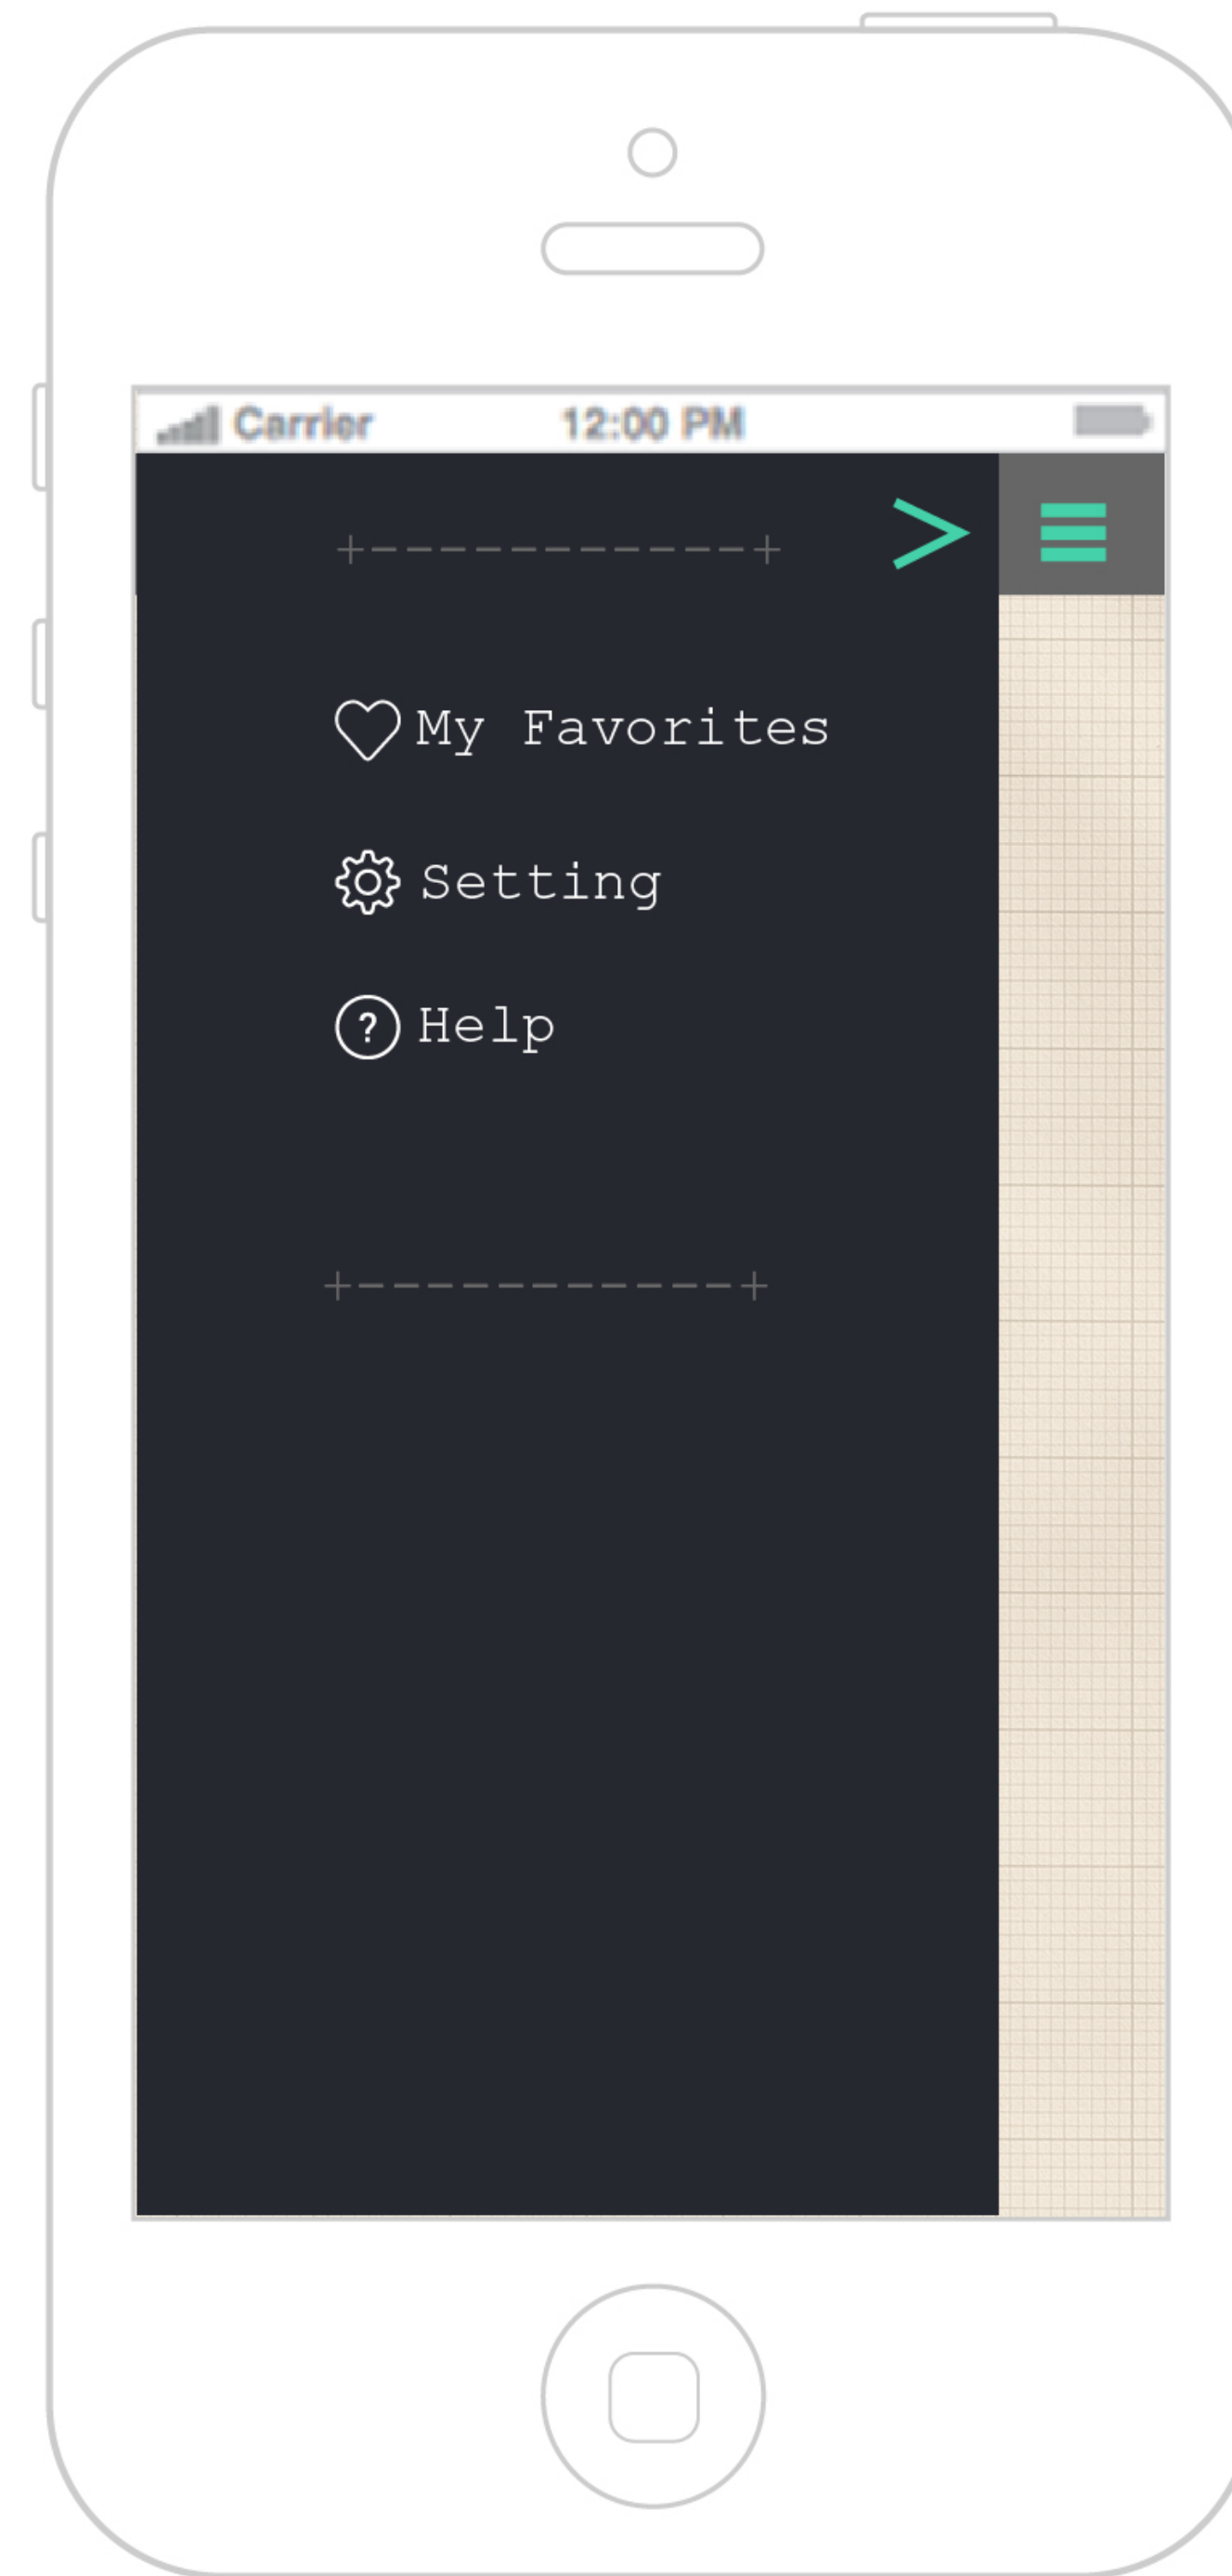 Carrier 12:00 PM
+------------+ >
My Favorites
Setting
? Help
+-----------+